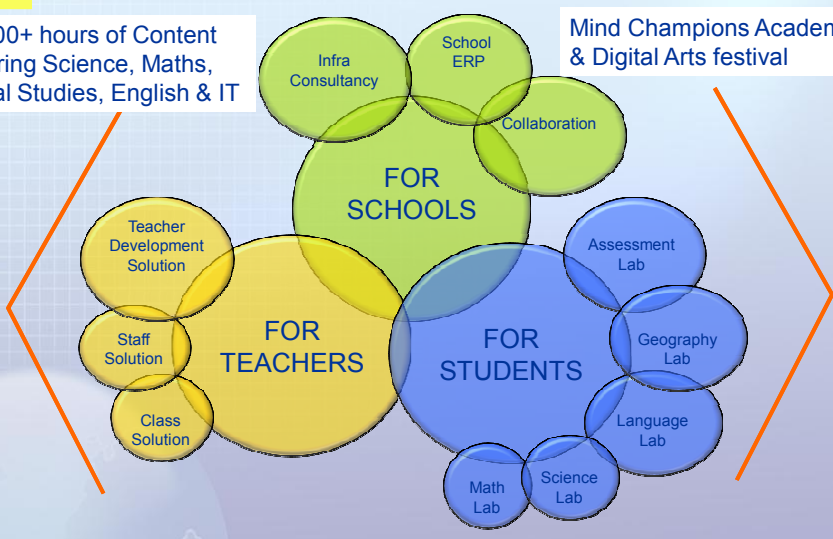 00+ hours of Content
ring Science, Maths,
al Studies, English & IT
Mind Champions Academ
& Digital Arts festival
Infra
Consultancy
School
ERP
Collaboration
FOR
SCHOOLS
Teacher
Development
Solution
Staff
Solution
Class
Solution
FOR
TEACHERS
FOR
STUDENTS
Assessment
Lab
Geography
Lab
Language
Lab
Science
Lab
Math
Lab